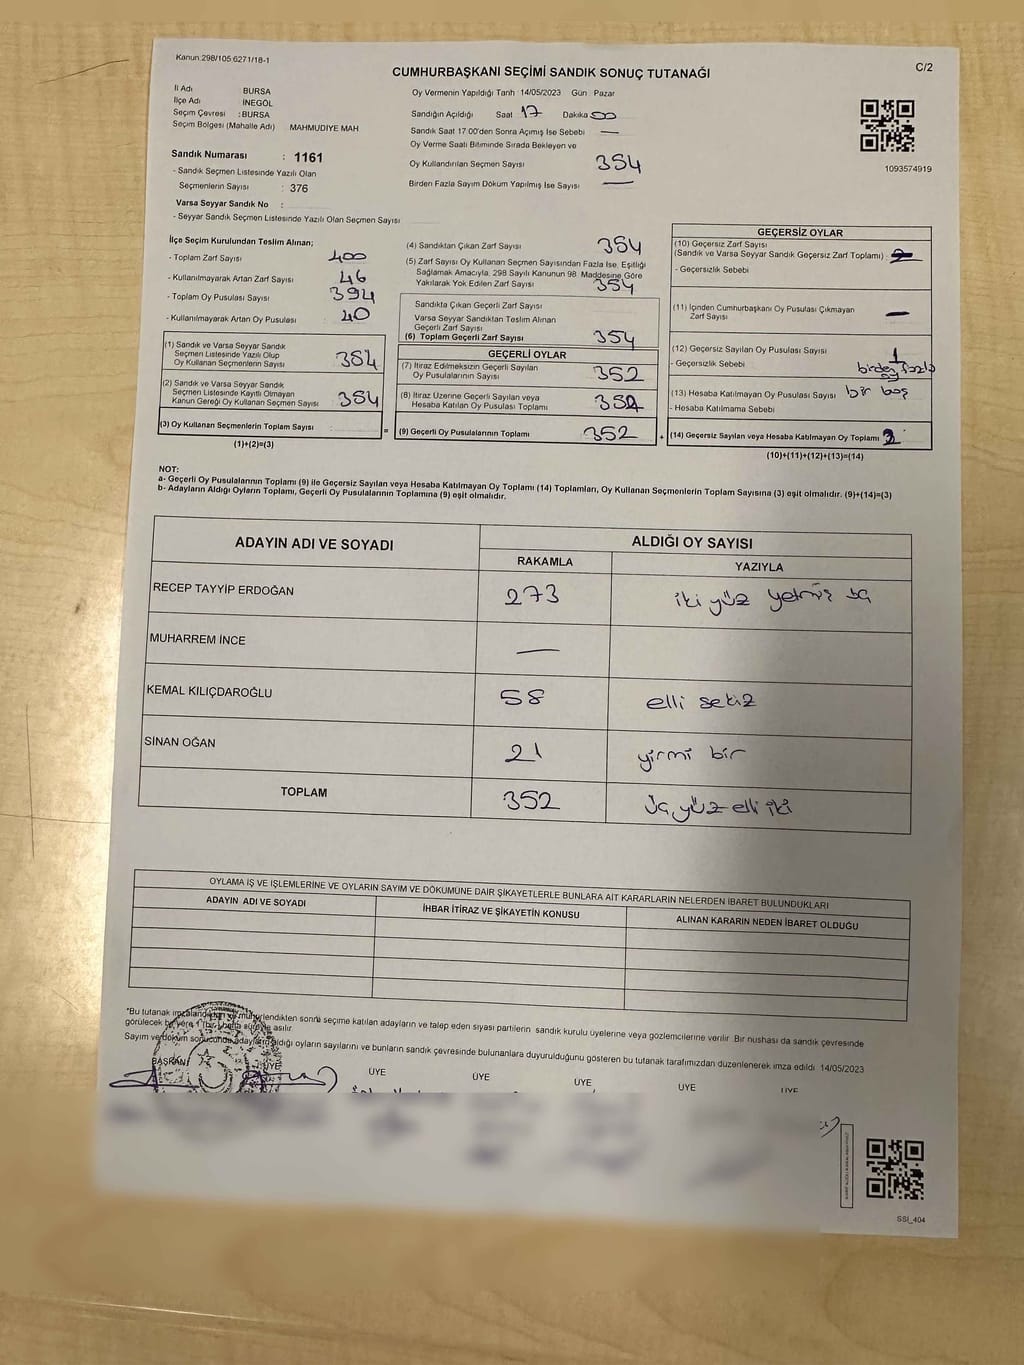 Kanun:298/105 6271/18-1
C/2
CUMHURBAŞKANI SEÇİMİ SANDIK SONUÇ TUTANAĞI
İl Adı BURSA
İlçe Adı İNEGÖL
Seçim Çevresi : BURSA
Seçim Bölgesi (Mahalle Adı) MAHMUDİYE MAH
Sandık Numarası : 1161
- Sandık Seçmen Listesinde Yazılı Olan
Seçmenlerin Sayısı : 376
Varsa Seyyar Sandık No :
- Seyyar Sandık Seçmen Listesinde Yazılı Olan Seçmen Sayısı
Oy Vermenin Yapıldığı Tarih 14/05/2023 Gün Pazar
Sandığın Açıldığı Saat 17 Dakika 00
Sandık Saat 17.00'den Sonra Açılmış İse Sebebi —
Oy Verme Saati Bitiminde Sırada Bekleyen ve
Oy Kullandırılan Seçmen Sayısı 354
Birden Fazla Sayım Döküm Yapılmış İse Sayısı —
1093574919
İlçe Seçim Kurulundan Teslim Alınan;
- Toplam Zarf Sayısı 400
- Kullanılmayarak Artan Zarf Sayısı 46
- Toplam Oy Pusulası Sayısı 394
- Kullanılmayarak Artan Oy Pusulası 40
(1) Sandık ve Varsa Seyyar Sandık
Seçmen Listesinde Yazılı Olup
Oy Kullanan Seçmenlerin Sayısı 354
(2) Sandık ve Varsa Seyyar Sandık
Seçmen Listesinde Kayıtlı Olmayan
Kanun Gereği Oy Kullanan Seçmen Sayısı 354
(3) Oy Kullanan Seçmenlerin Toplam Sayısı :
(1)+(2)=(3)
(4) Sandıktan Çıkan Zarf Sayısı 354
(5) Zarf Sayısı Oy Kullanan Seçmen Sayısından Fazla İse, Eşitliği
Sağlamak Amacıyla, 298 Sayılı Kanunun 98. Maddesine Göre
Yakılarak Yok Edilen Zarf Sayısı 354
Sandıkta Çıkan Geçerli Zarf Sayısı
Varsa Seyyar Sandıktan Teslim Alınan
Geçerli Zarf Sayısı
(6) Toplam Geçerli Zarf Sayısı 354
GEÇERLİ OYLAR
(7) İtiraz Edilmeksizin Geçerli Sayılan
Oy Pusulalarının Sayısı 352
(8) İtiraz Üzerine Geçerli Sayılan veya
Hesaba Katılan Oy Pusulası Toplamı 352
= (9) Geçerli Oy Pusulalarının Toplamı 352
GEÇERSİZ OYLAR
(10) Geçersiz Zarf Sayısı
(Sandık ve Varsa Seyyar Sandık Geçersiz Zarf Toplamı) 2
- Geçersizlik Sebebi
(11) İçinden Cumhurbaşkanı Oy Pusulası Çıkmayan
Zarf Sayısı —
(12) Geçersiz Sayılan Oy Pusulası Sayısı 1
- Geçersizlik Sebebi birden fazla
oy
(13) Hesaba Katılmayan Oy Pusulası Sayısı bir boş
- Hesaba Katılmama Sebebi
+ (14) Geçersiz Sayılan veya Hesaba Katılmayan Oy Toplamı 2
(10)+(11)+(12)+(13)=(14)
NOT:
a- Geçerli Oy Pusulalarının Toplamı (9) ile Geçersiz Sayılan veya Hesaba Katılmayan Oy Toplamı (14) Toplamları, Oy Kullanan Seçmenlerin Toplam Sayısına (3) eşit olmalıdır. (9)+(14)=(3)
b- Adayların Aldığı Oyların Toplamı, Geçerli Oy Pusulalarının Toplamına (9) eşit olmalıdır.
ADAYIN ADI VE SOYADI ALDIĞI OY SAYISI
RAKAMLA YAZIYLA
RECEP TAYYİP ERDOĞAN 273 iki yüz yetmiş üç
MUHARREM İNCE —
KEMAL KILIÇDAROĞLU 58 elli sekiz
SİNAN OĞAN 21 yirmi bir
TOPLAM 352 üç yüz elli iki
OYLAMA İŞ VE İŞLEMLERİNE VE OYLARIN SAYIM VE DÖKÜMÜNE DAİR ŞİKAYETLERLE BUNLARA AİT KARARLARIN NELERDEN İBARET BULUNDUKLARI
ADAYIN ADI VE SOYADI İHBAR İTİRAZ VE ŞİKAYETİN KONUSU ALINAN KARARIN NEDEN İBARET OLDUĞU
*Bu tutanak imzalandıktan ve mühürlendikten sonra seçime katılan adayların ve talep eden siyasi partilerin sandık kurulu üyelerine veya gözlemcilerine verilir. Bir nüshası da sandık çevresinde
görülecek bir yere 1 (bir) hafta süreyle asılır.
Sayım ve döküm sonucunda adayların aldığı oyların sayılarını ve bunların sandık çevresinde bulunanlara duyurulduğunu gösteren bu tutanak tarafımızdan düzenlenerek imza edildi. 14/05/2023
BAŞKAN ÜYE ÜYE ÜYE ÜYE ÜYE ÜYE
SSİ_404